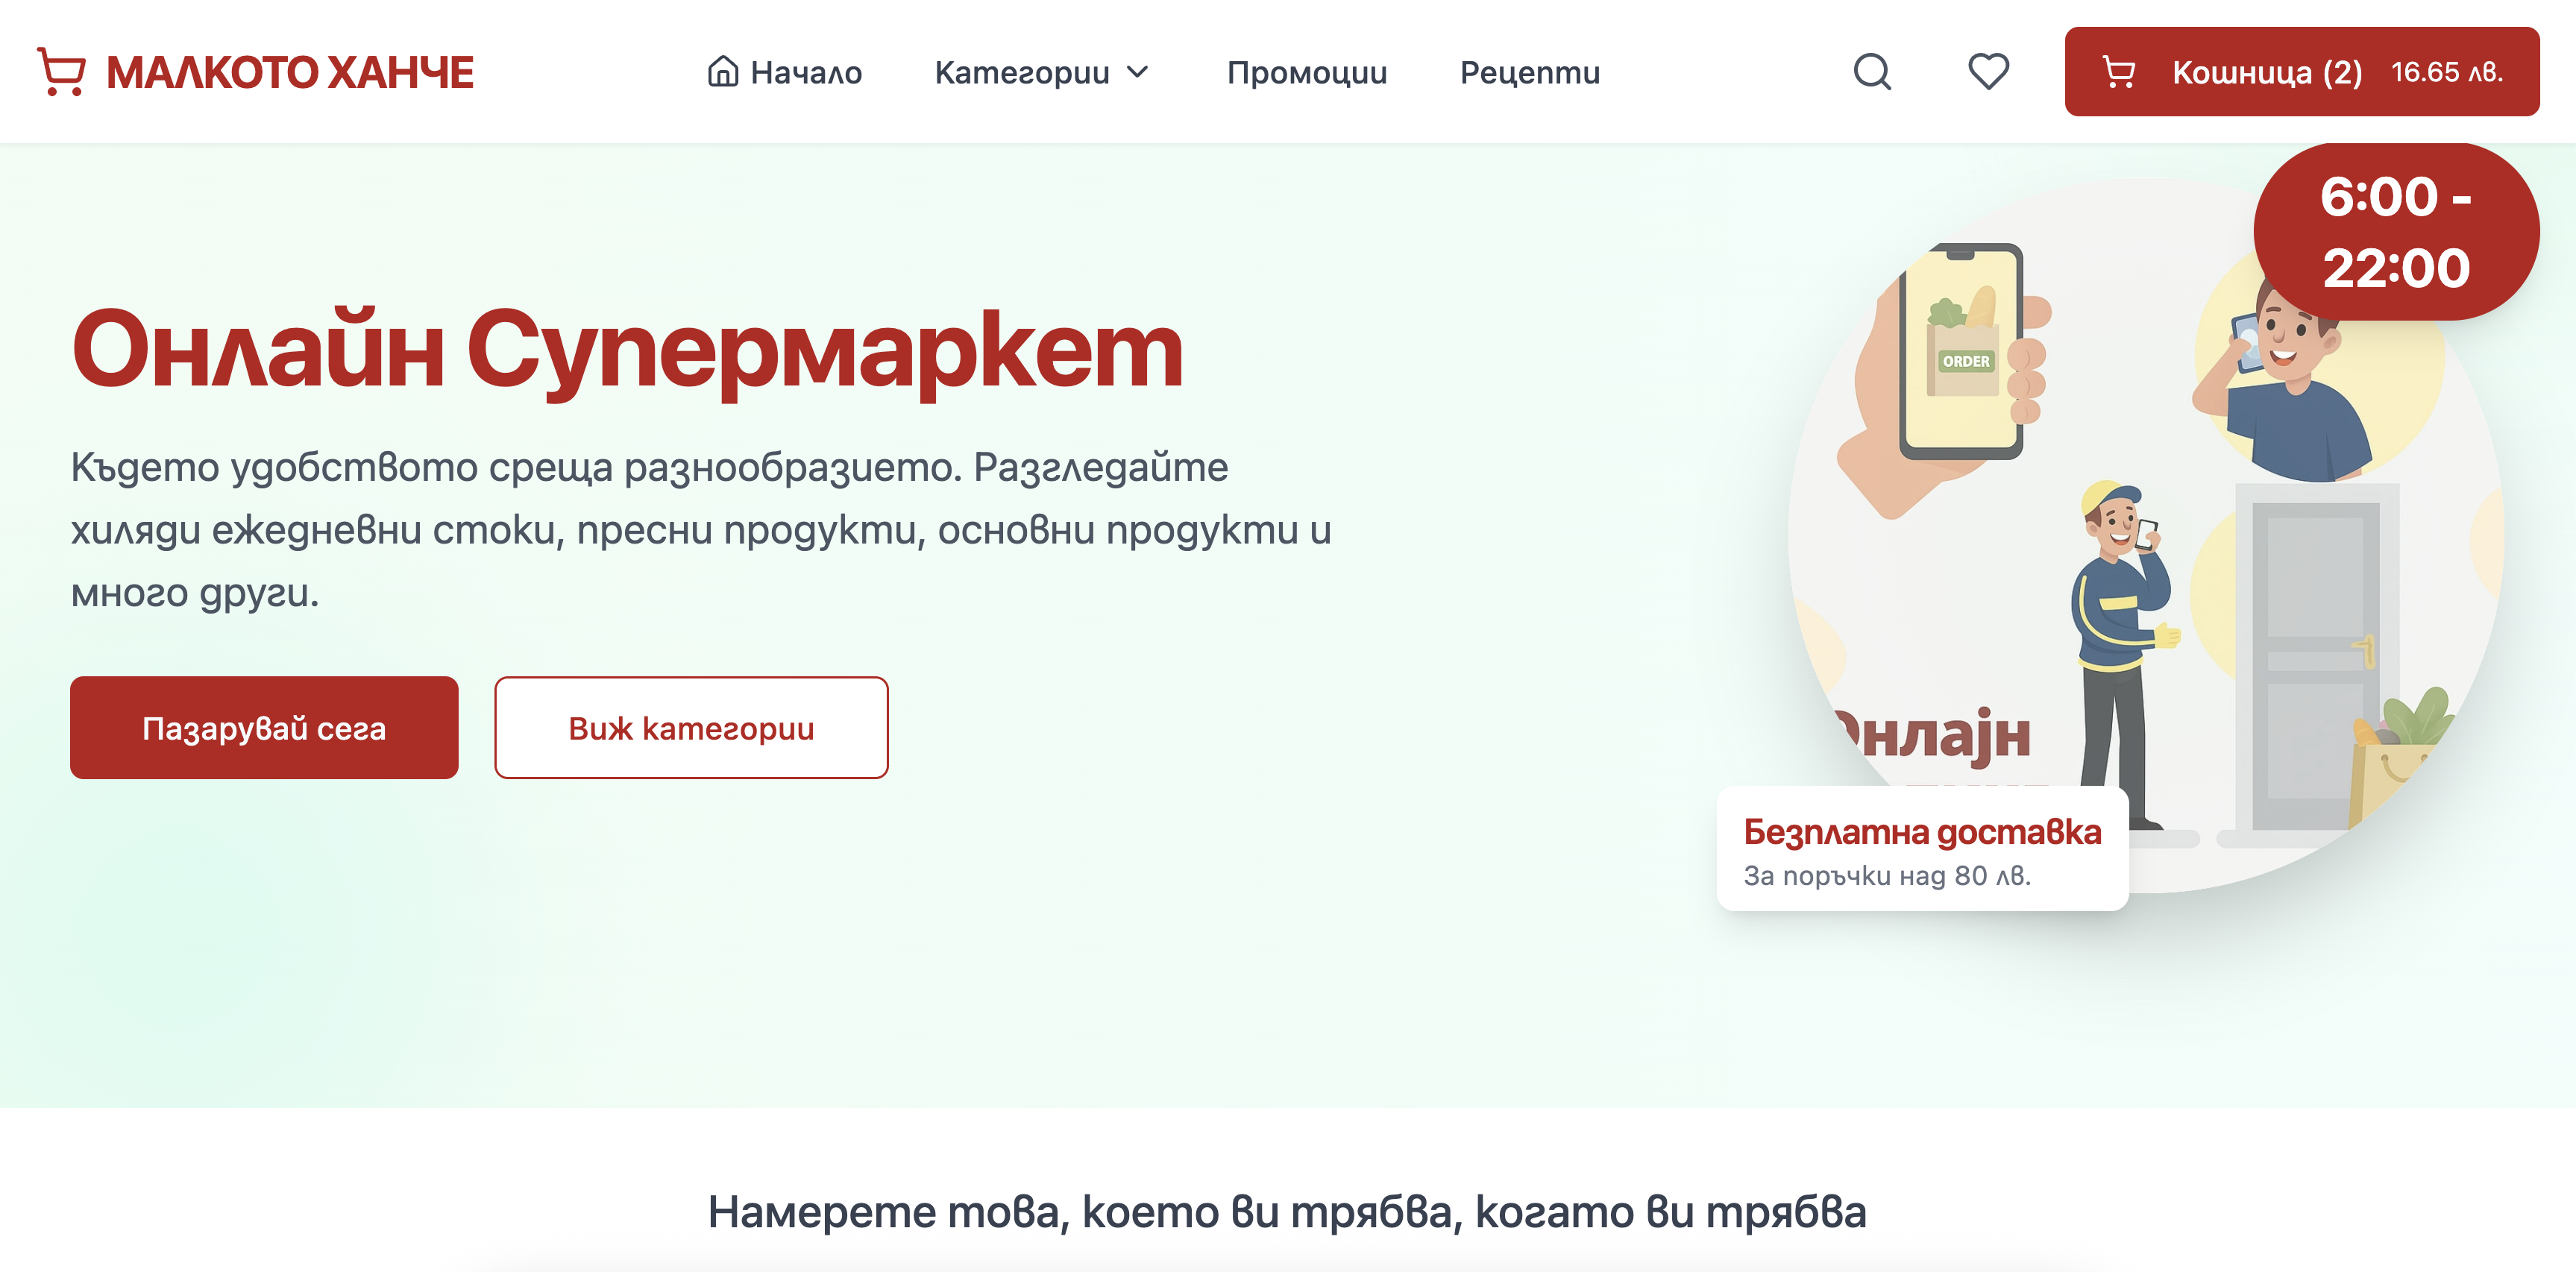 МАЛКОТО ХАНЧЕ
Начало
Категории
Промоции
Рецепти
Кошница (2) 16.65 лв.
6:00 -
22:00
Онлайн Супермаркет
Където удобството среща разнообразието. Разгледайте
хиляди ежедневни стоки, пресни продукти, основни продукти и
много други.
Пазарувай сега
Виж категории
ORDER
Онлајн
Безплатна доставка
За поръчки над 80 лв.
Намерете това, което ви трябва, когато ви трябва